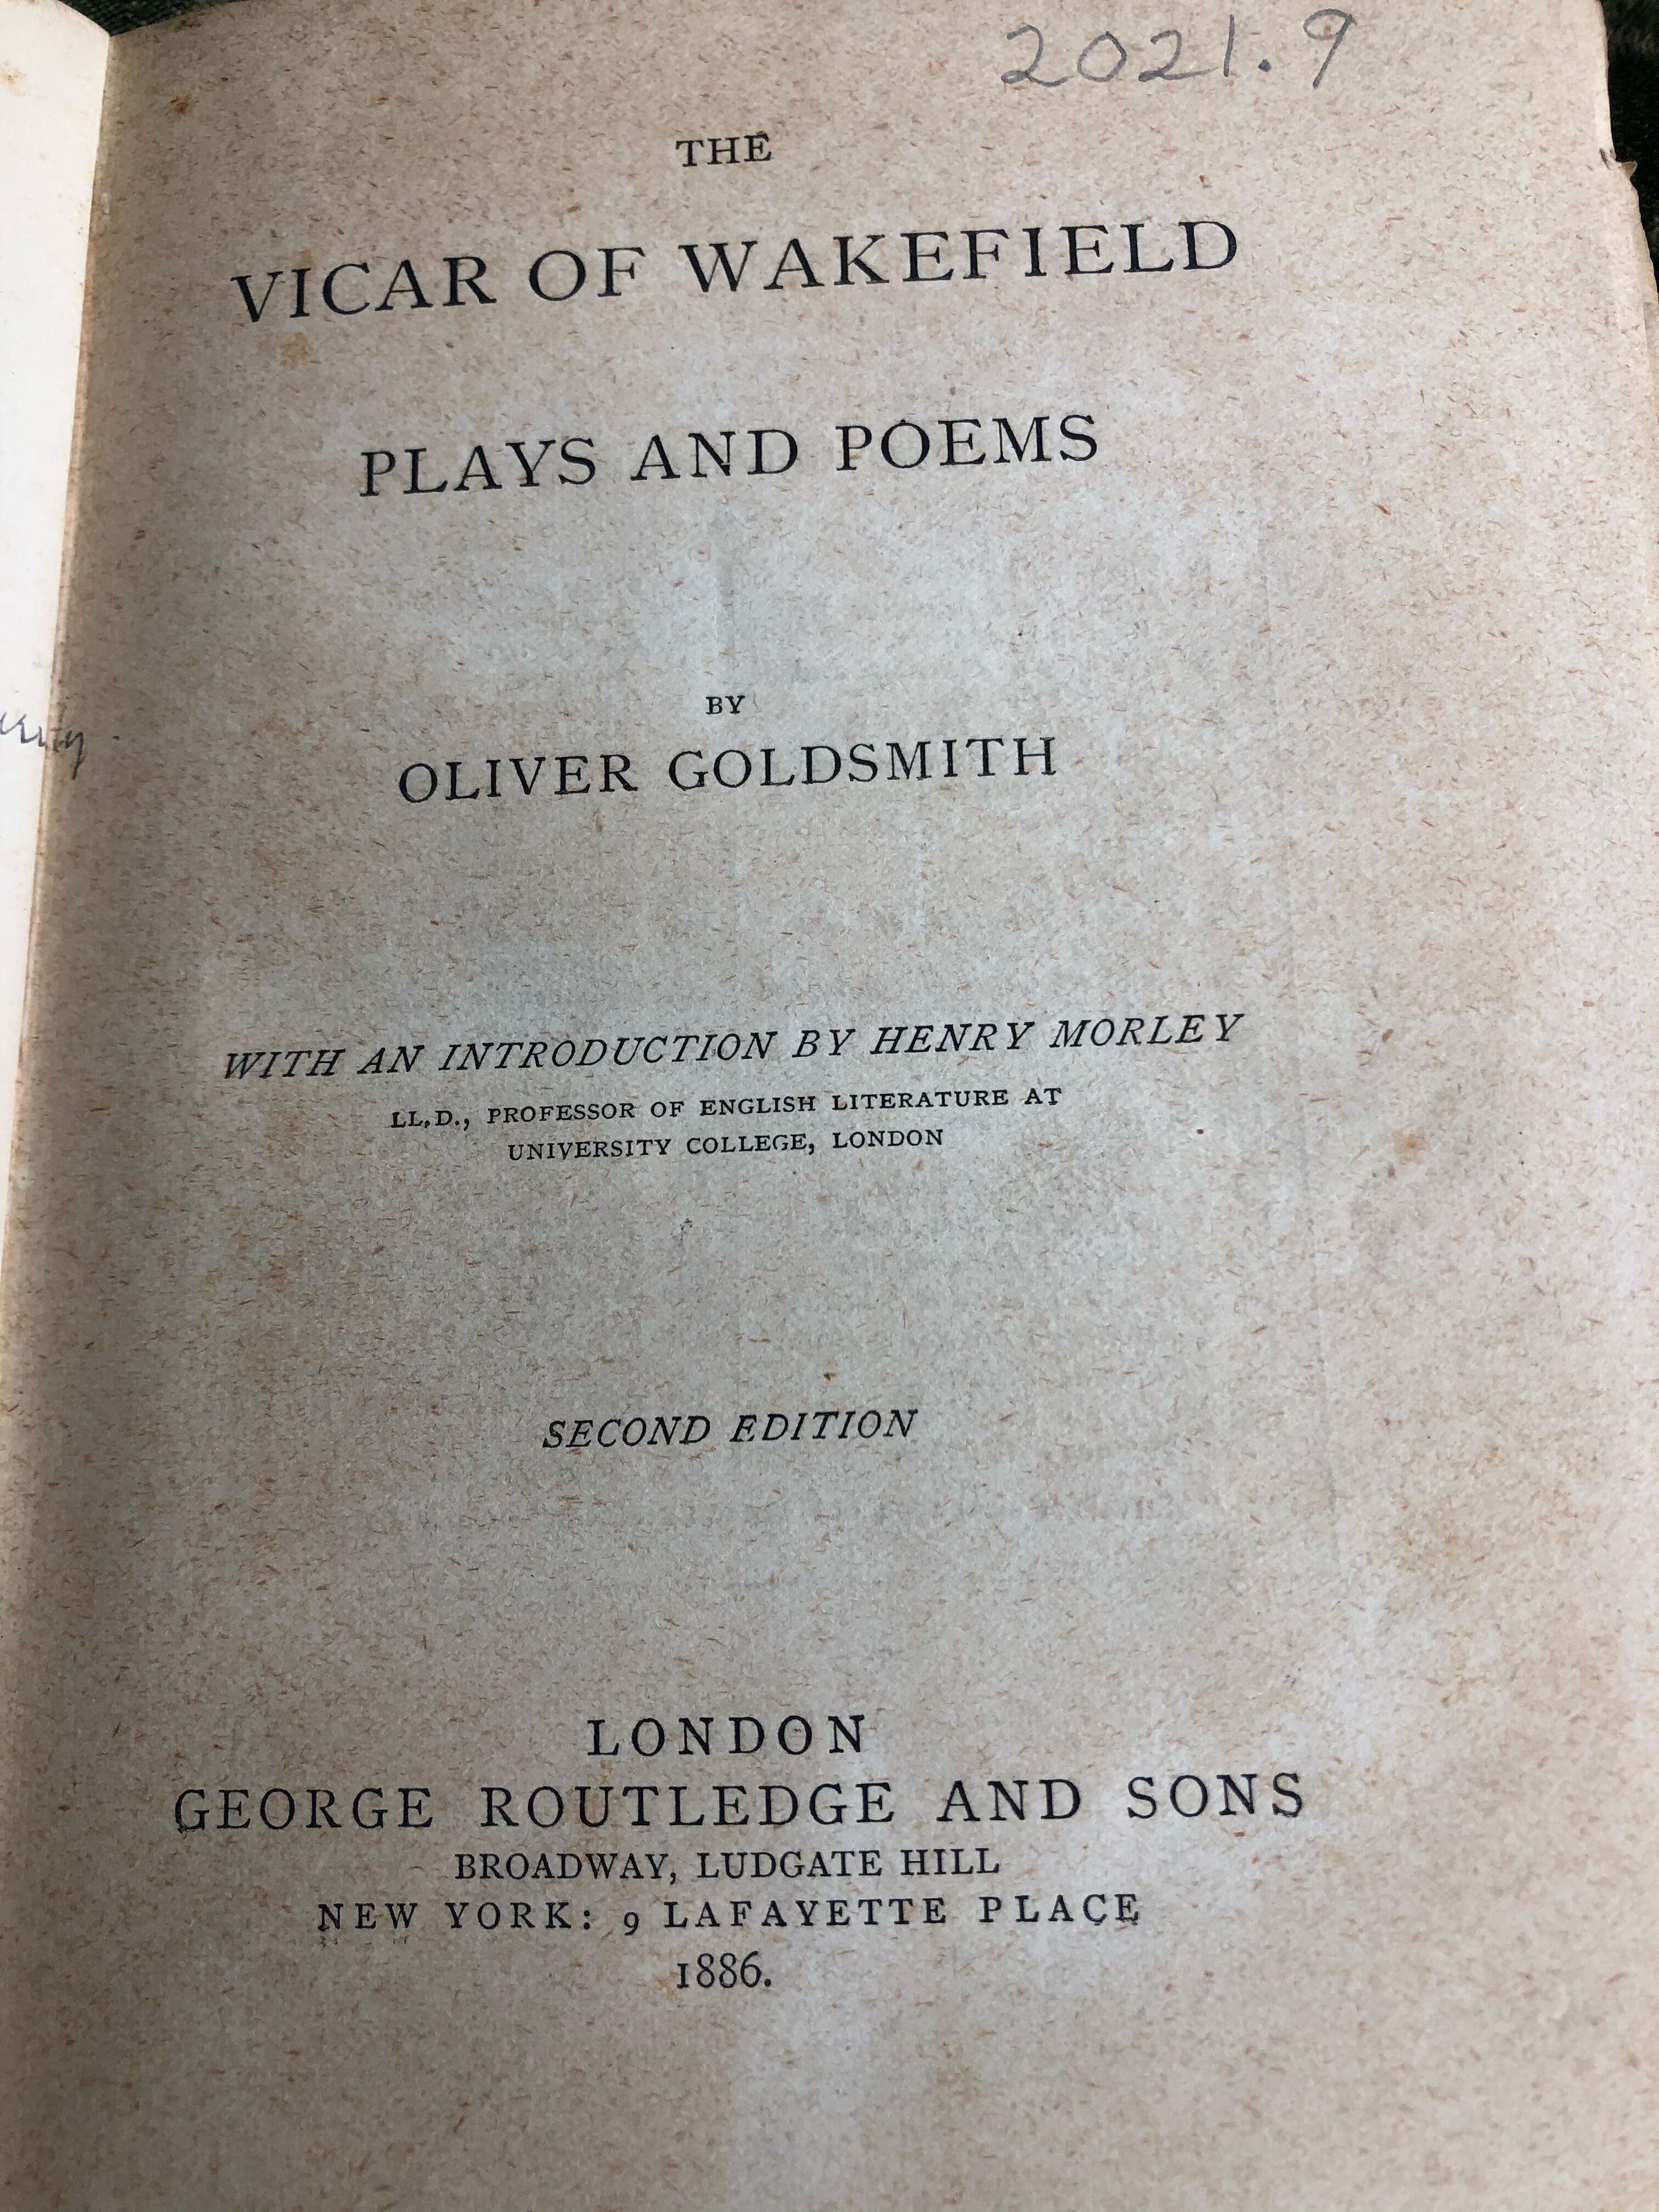 2021.9
THE
VICAR OF WAKEFIELD
PLAYS AND POEMS
BY
OLIVER GOLDSMITH
WITH AN INTRODUCTION BY HENRY MORLEY
LL.D., PROFESSOR OF ENGLISH LITERATURE AT
UNIVERSITY COLLEGE, LONDON
SECOND EDITION
LONDON
GEORGE ROUTLEDGE AND SONS
BROADWAY, LUDGATE HILL
NEW YORK: 9 LAFAYETTE PLACE
1886.